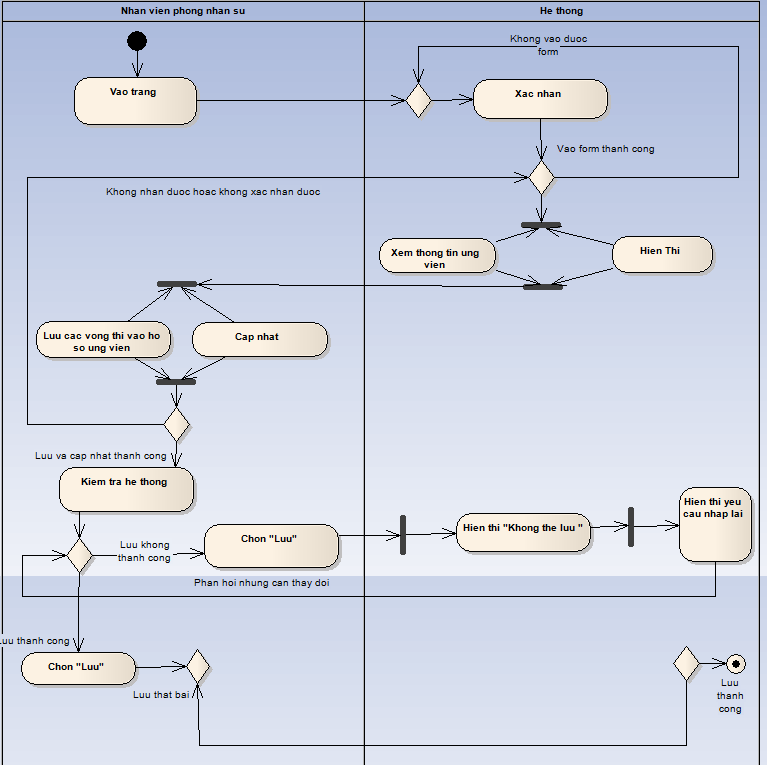 Nhan vien phong nhan su
He thong
Khong vao duoc
form
Vao trang
Xac nhan
Vao form thanh cong
Khong nhan duoc hoac khong xac nhan duoc
Xem thong tin ung
vien
Hien Thi
Luu cac vong thi vao ho
so ung vien
Cap nhat
Luu va cap nhat thanh cong
Kiem tra he thong
Luu khong
thanh cong
Chon "Luu"
Hien thi "Khong the luu "
Hien thi yeu
cau nhap lai
Phan hoi nhung can thay doi
uu thanh cong
Chon "Luu"
Luu that bai
Luu
thanh
cong